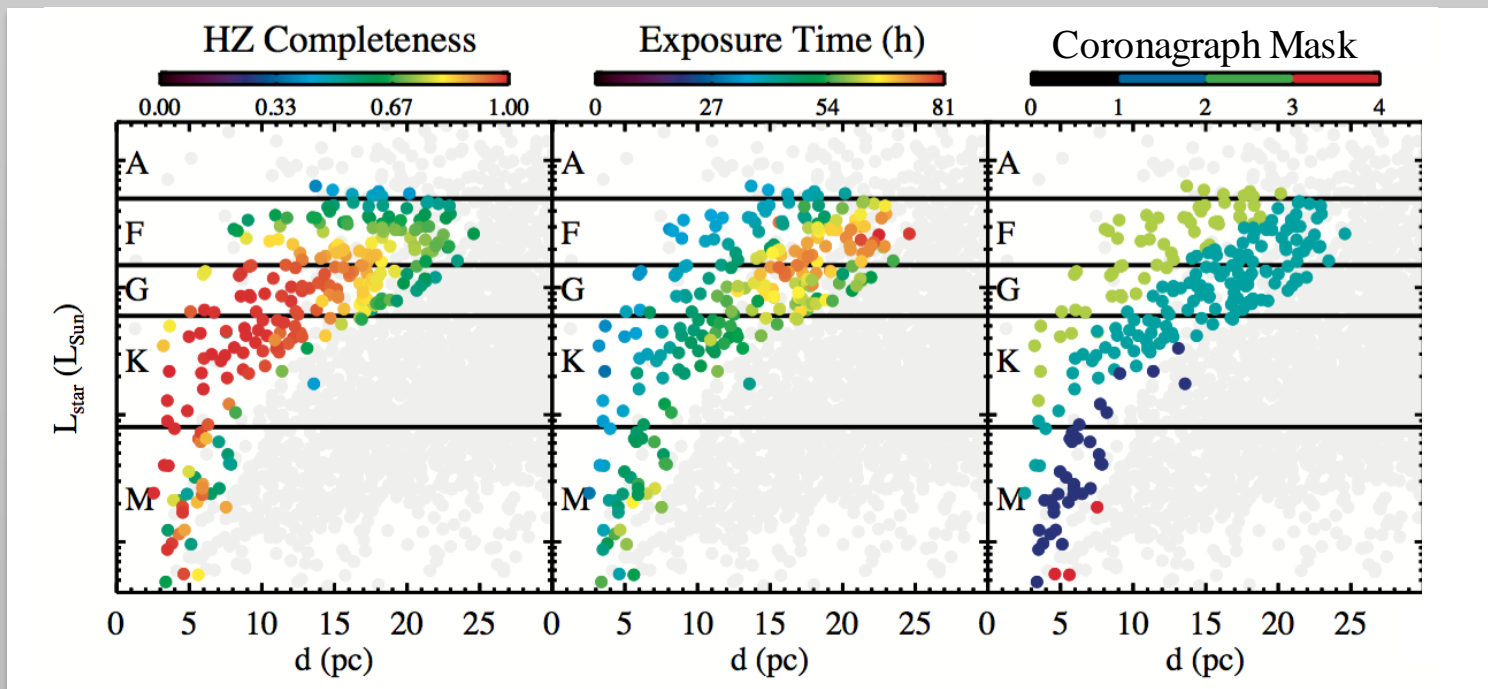 HZ Completeness
0.00 0.33 0.67 1.00
Exposure Time (h)
0 27 54 81
Coronagraph Mask
0 1 2 3 4
L_star (L_Sun)
A
F
G
K
M
A
F
G
K
M
A
F
G
K
M
0 5 10 15 20 25
0 5 10 15 20 25
0 5 10 15 20 25
d (pc)
d (pc)
d (pc)